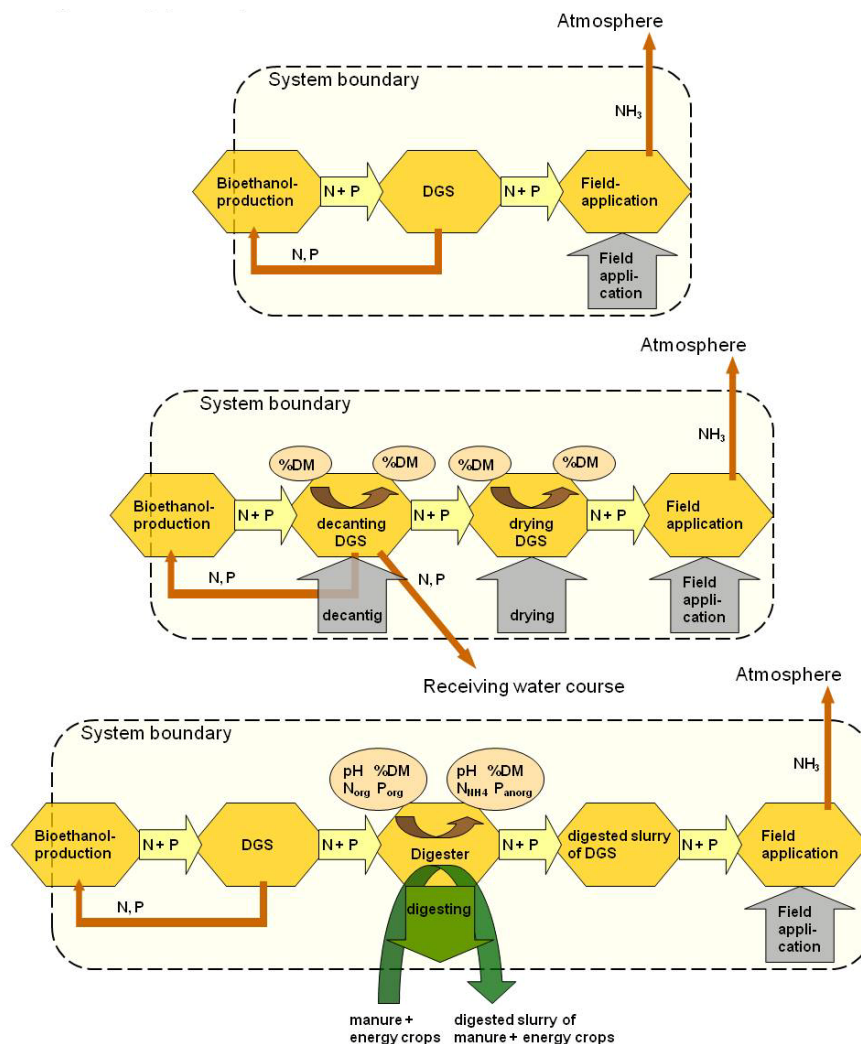 Atmosphere
System boundary
NH3
Bioethanol-
production
N + P
DGS
N + P
Field-
application
N, P
Field
appli-
cation
Atmosphere
System boundary
NH3
%DM
%DM
%DM
%DM
Bioethanol-
production
N + P
decanting
DGS
N + P
drying
DGS
N + P
Field
application
N, P
N, P
decantig
drying
Field
appli-
cation
Receiving water course
Atmosphere
System boundary
NH3
pH %DM
Norg Porg
pH %DM
NNH4 Panorg
Bioethanol-
production
N + P
DGS
N + P
Digester
N + P
digested slurry
of DGS
N + P
Field
application
N, P
digesting
Field
appli-
cation
manure +
energy crops
digested slurry of
manure + energy crops